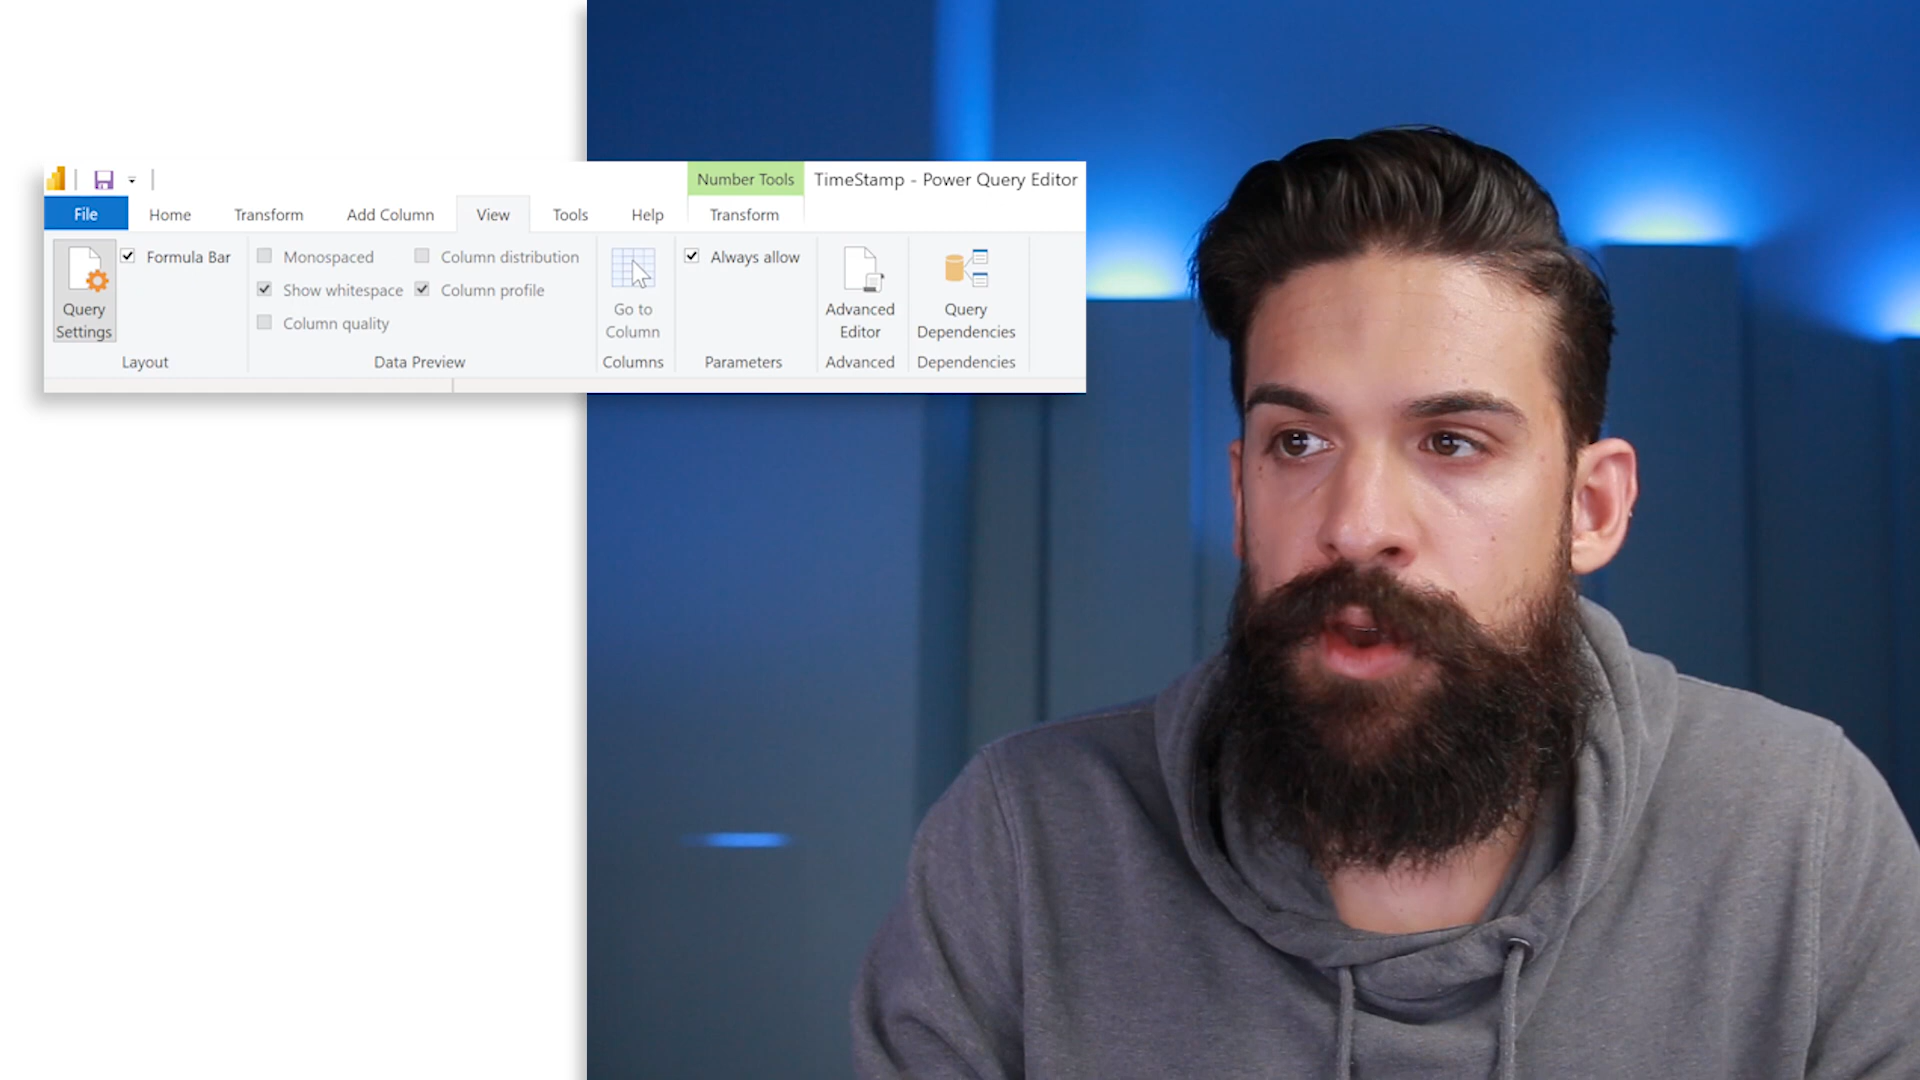 Number Tools TimeStamp - Power Query Editor
File Home Transform Add Column View Tools Help Transform
Formula Bar Monospaced Column distribution Always allow
Show whitespace Column profile
Query Settings Column quality Go to Column Advanced Editor Query Dependencies
Layout Data Preview Columns Parameters Advanced Dependencies